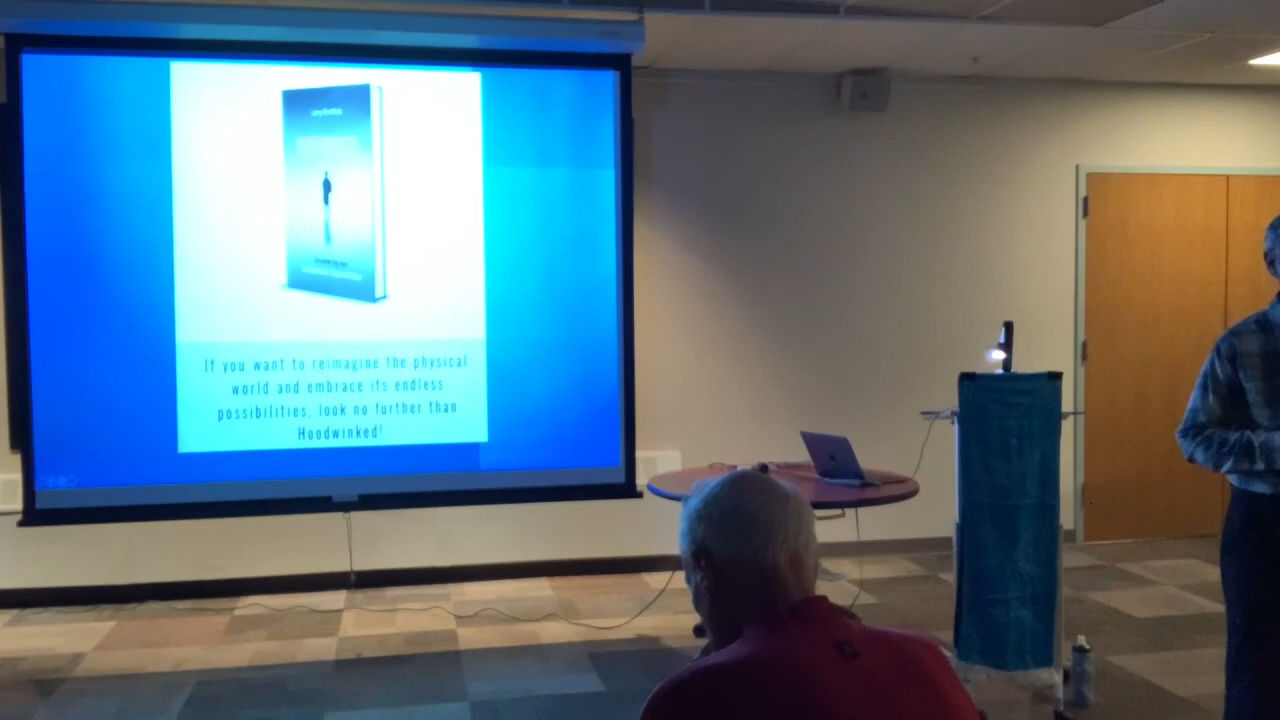 If you want to reimagine the physical
world and embrace its endless
possibilities, look no further than
Hoodwinked!